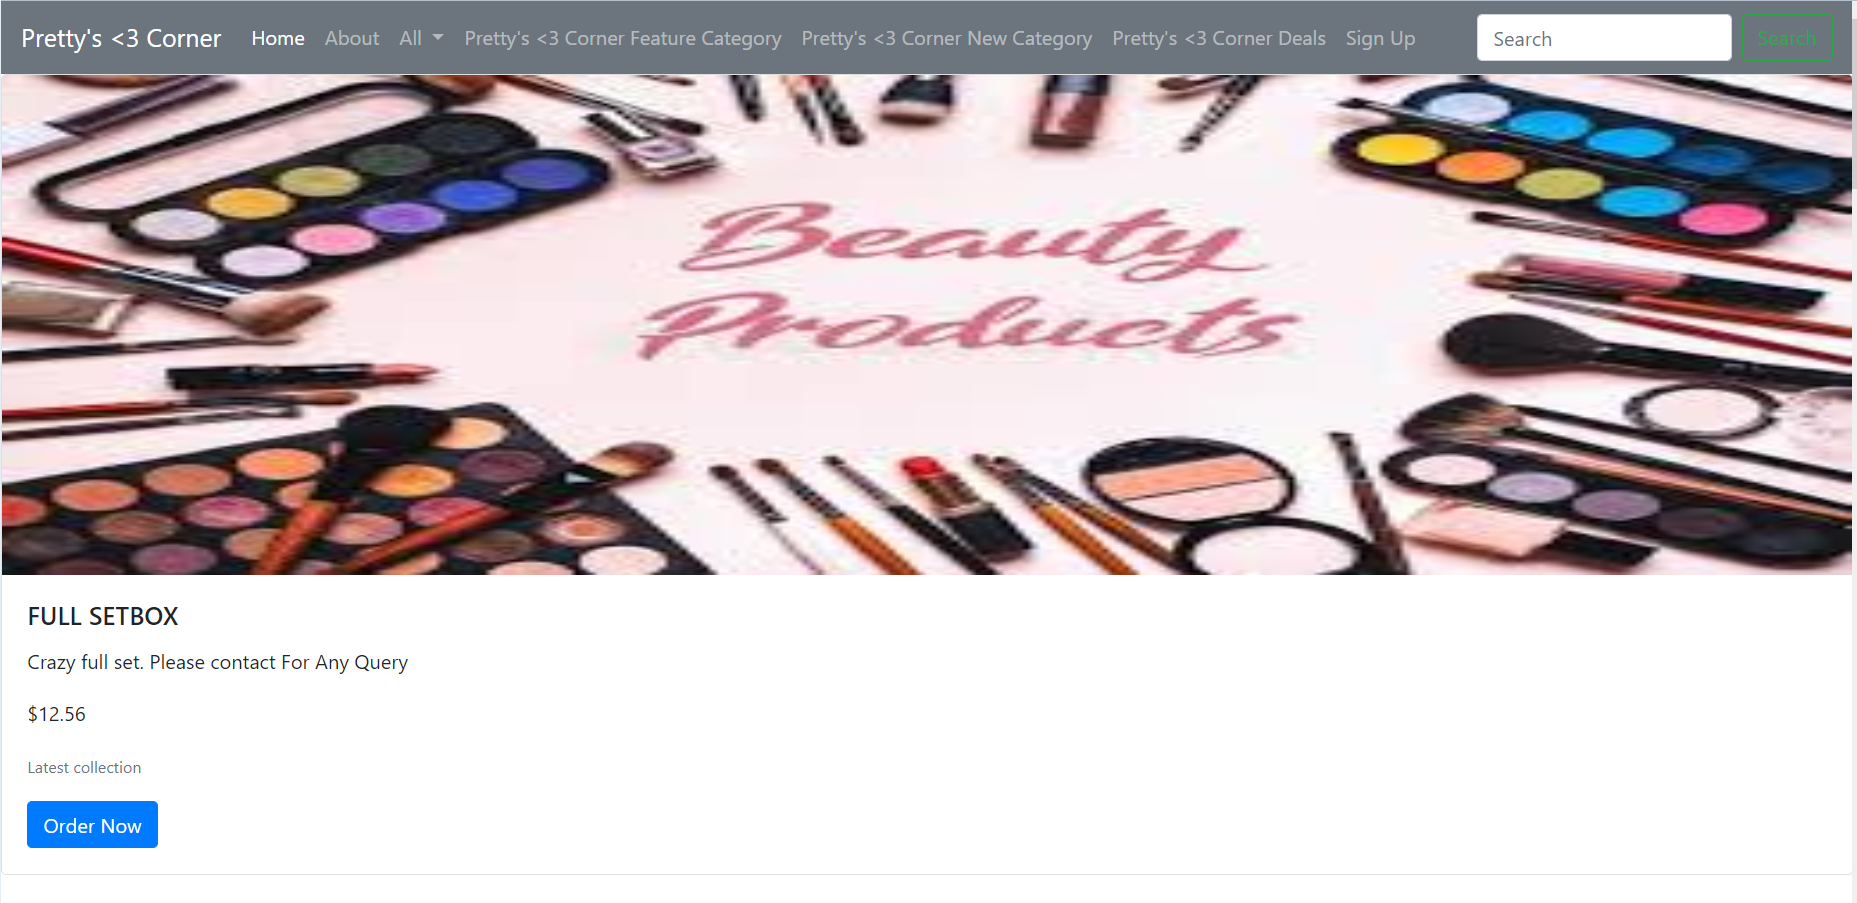 Pretty's <3 Corner Home About All Pretty's <3 Corner Feature Category Pretty's <3 Corner New Category Pretty's <3 Corner Deals Sign Up Search Search
Beauty
Products
FULL SETBOX
Crazy full set. Please contact For Any Query
$12.56
Latest collection
Order Now